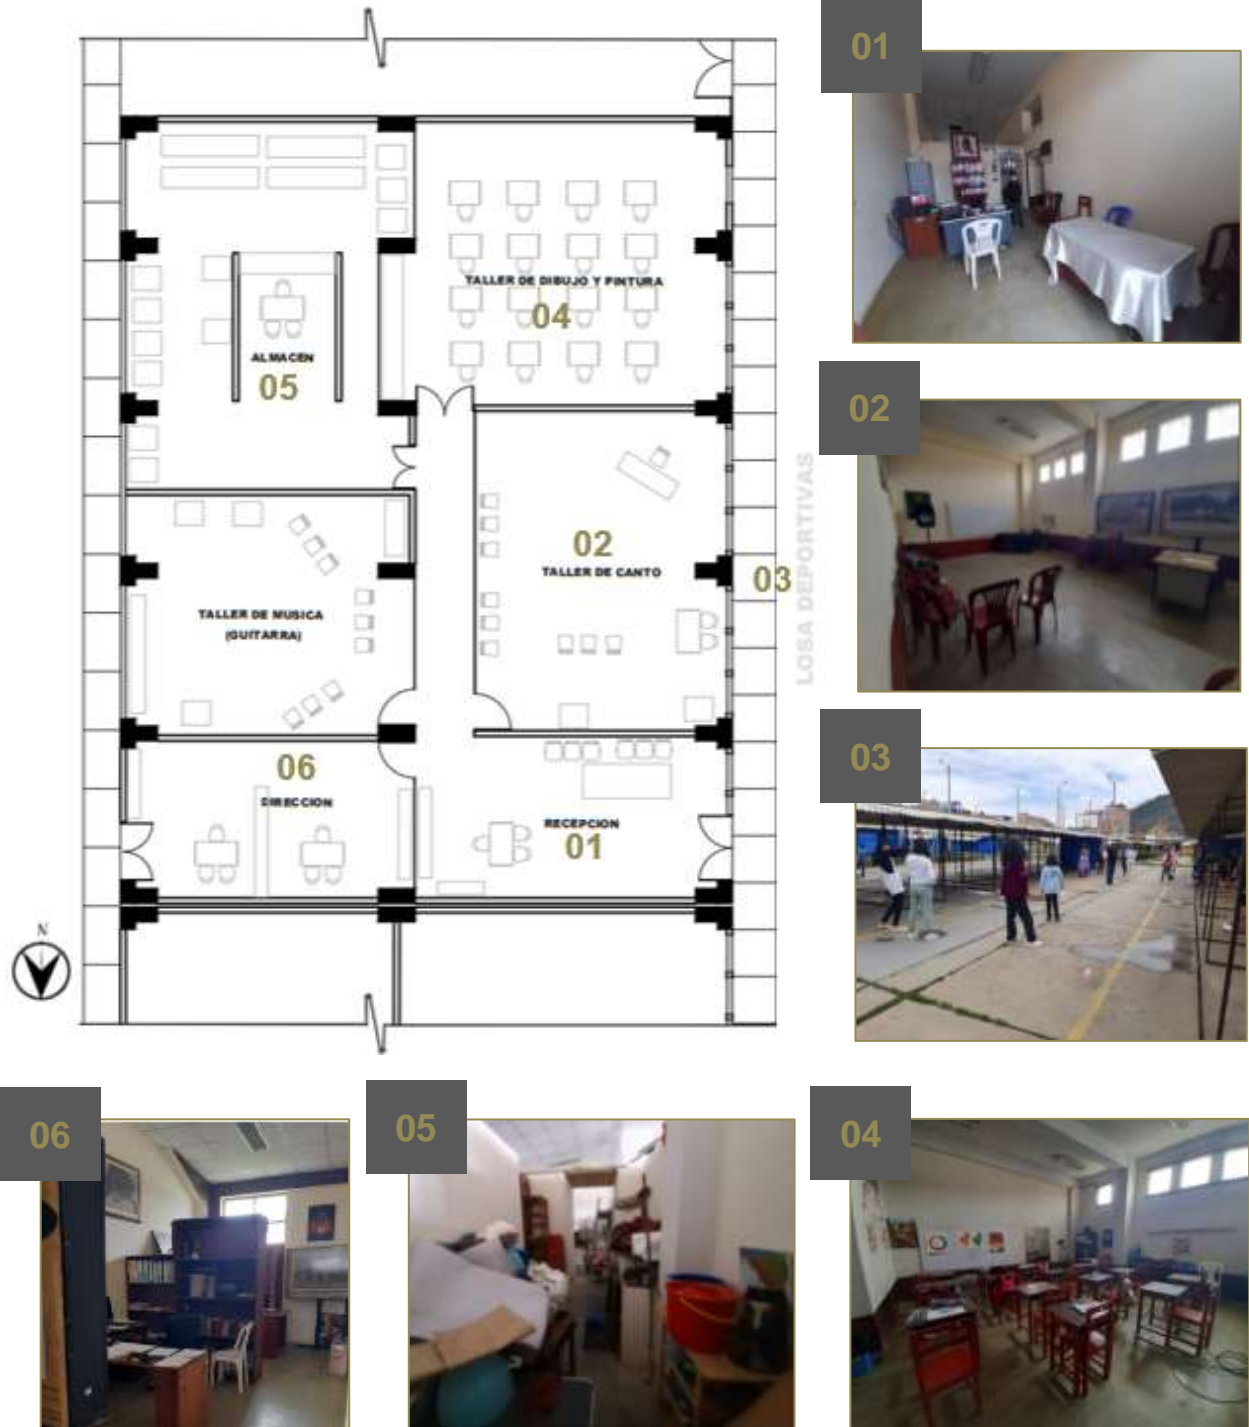 01
TALLER DE DIBUJO Y PINTURA
04
ALMACEN
05
02
02
TALLER DE CANTO
03
LOSA DEPORTIVAS
TALLER DE MUSICA
(GUITARRA)
03
06
DIRECCION
RECEPCION
01
N
06
05
04